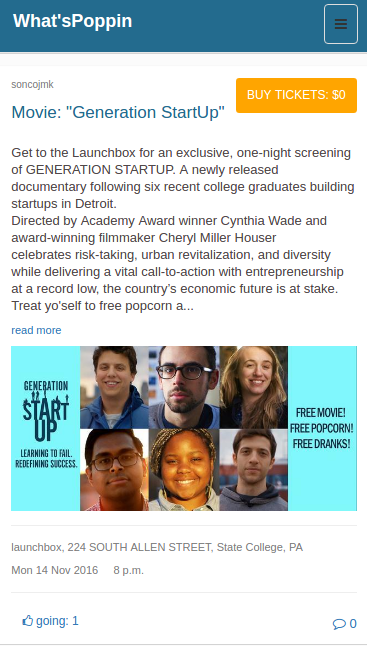 What'sPoppin
soncojmk
BUY TICKETS: $0
Movie: "Generation StartUp"
Get to the Launchbox for an exclusive, one-night screening
of GENERATION STARTUP. A newly released
documentary following six recent college graduates building
startups in Detroit.
Directed by Academy Award winner Cynthia Wade and
award-winning filmmaker Cheryl Miller Houser
celebrates risk-taking, urban revitalization, and diversity
while delivering a vital call-to-action with entrepreneurship
at a record low, the country's economic future is at stake.
Treat yo'self to free popcorn a...
read more
GENERATION
START
UP
LEARNING TO FAIL.
REDEFINING SUCCESS.
FREE MOVIE!
FREE POPCORN!
FREE DRANKS!
launchbox, 224 SOUTH ALLEN STREET, State College, PA
Mon 14 Nov 2016 8 p.m.
going: 1
0